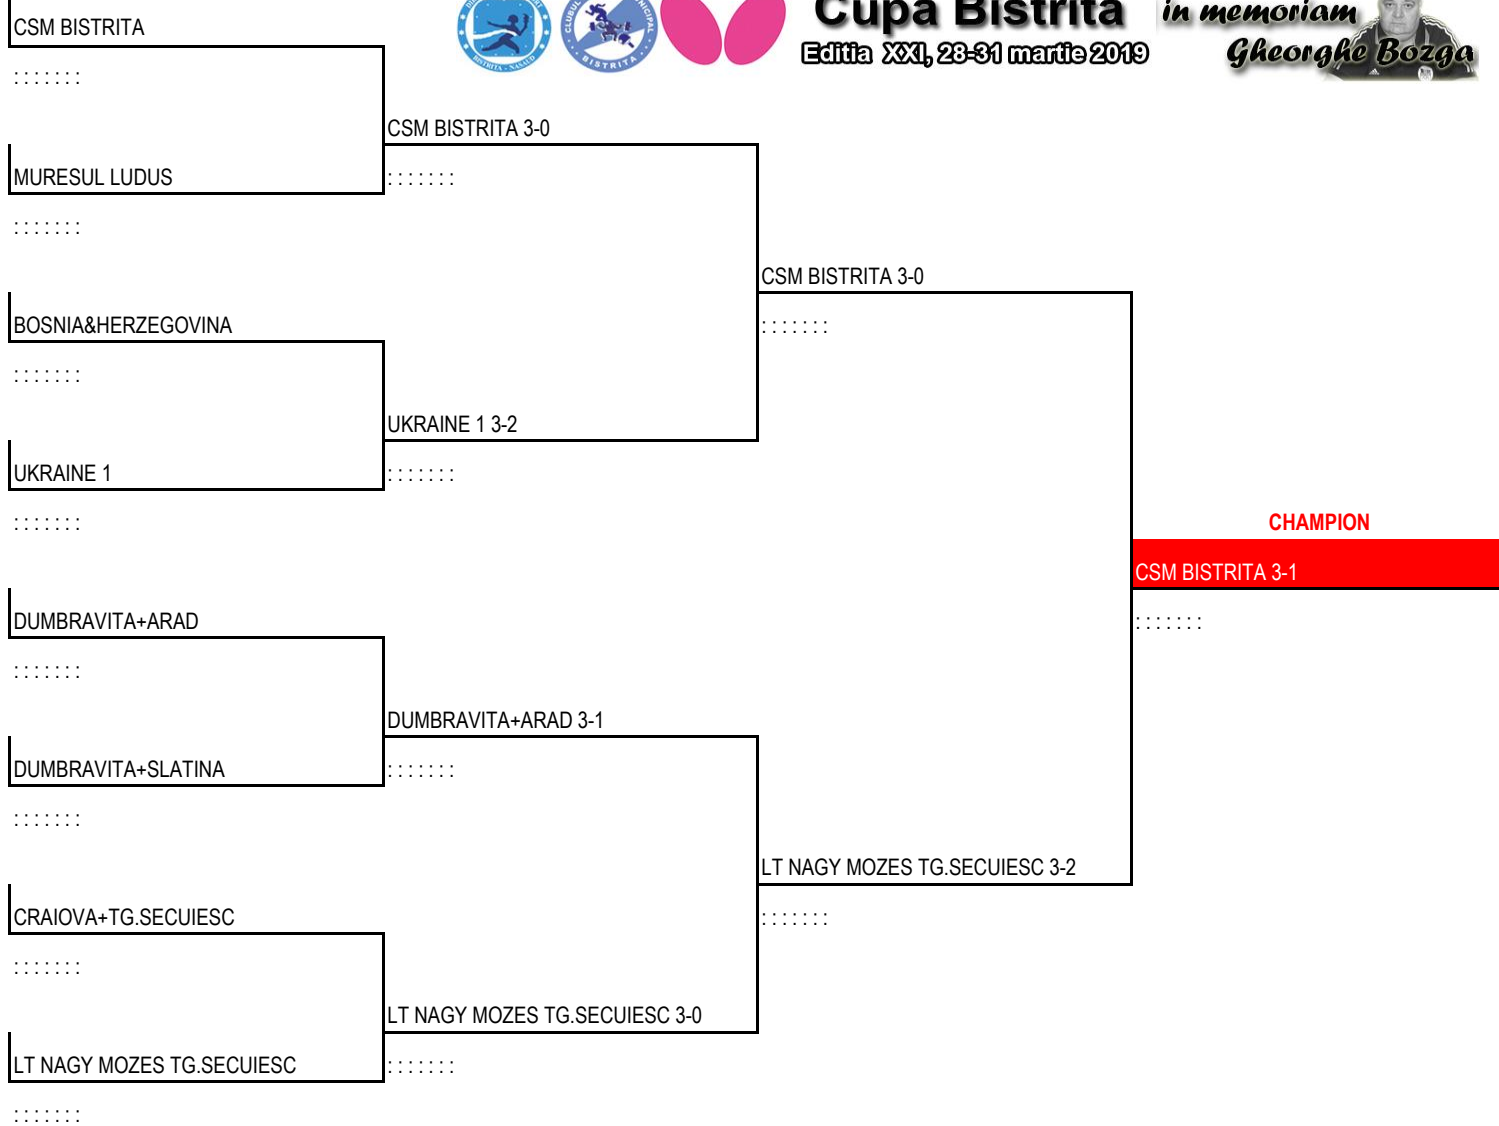 Cupa Bistrita
in memoriam
CSM BISTRITA
Editia XXI, 28-31 martie 2019
Gheorghe Bozga
: : : : : : :
CSM BISTRITA 3-0
MURESUL LUDUS
: : : : : : :
: : : : : : :
CSM BISTRITA 3-0
BOSNIA&HERZEGOVINA
: : : : : : :
: : : : : : :
UKRAINE 1 3-2
UKRAINE 1
: : : : : : :
: : : : : : :
CHAMPION
CSM BISTRITA 3-1
DUMBRAVITA+ARAD
: : : : : : :
: : : : : : :
DUMBRAVITA+ARAD 3-1
DUMBRAVITA+SLATINA
: : : : : : :
: : : : : : :
LT NAGY MOZES TG.SECUIESC 3-2
CRAIOVA+TG.SECUIESC
: : : : : : :
: : : : : : :
LT NAGY MOZES TG.SECUIESC 3-0
LT NAGY MOZES TG.SECUIESC
: : : : : : :
: : : : : : :